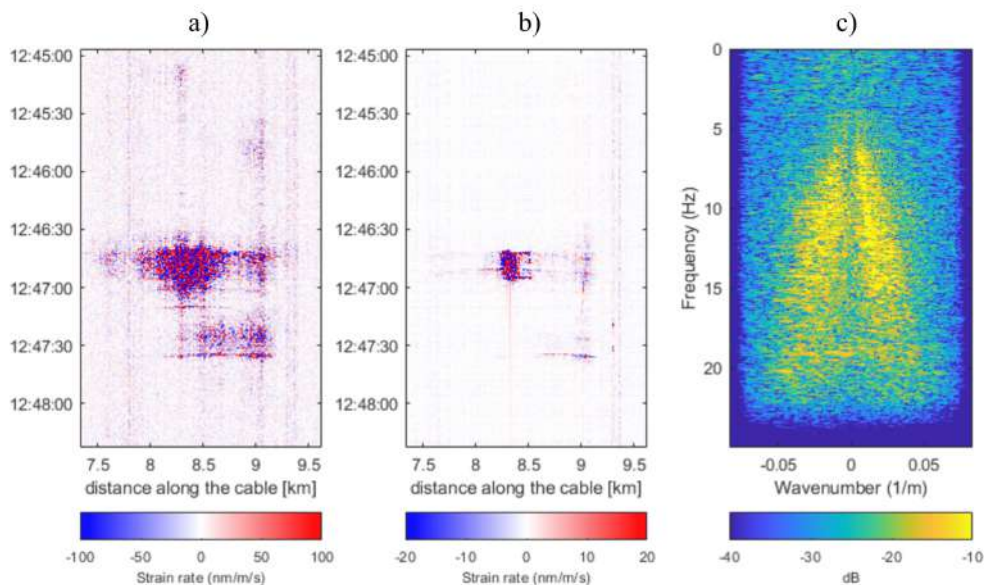 a) b) c)
12:45:00
12:45:30
12:46:00
12:46:30
12:47:00
12:47:30
12:48:00
7.5 8 8.5 9 9.5
distance along the cable [km]
-100 -50 0 50 100
Strain rate (nm/m/s)
12:45:00
12:45:30
12:46:00
12:46:30
12:47:00
12:47:30
12:48:00
7.5 8 8.5 9 9.5
distance along the cable [km]
-20 -10 0 10 20
Strain rate (nm/m/s)
Frequency (Hz)
0
5
10
15
20
-0.05 0 0.05
Wavenumber (1/m)
-40 -30 -20 -10
dB